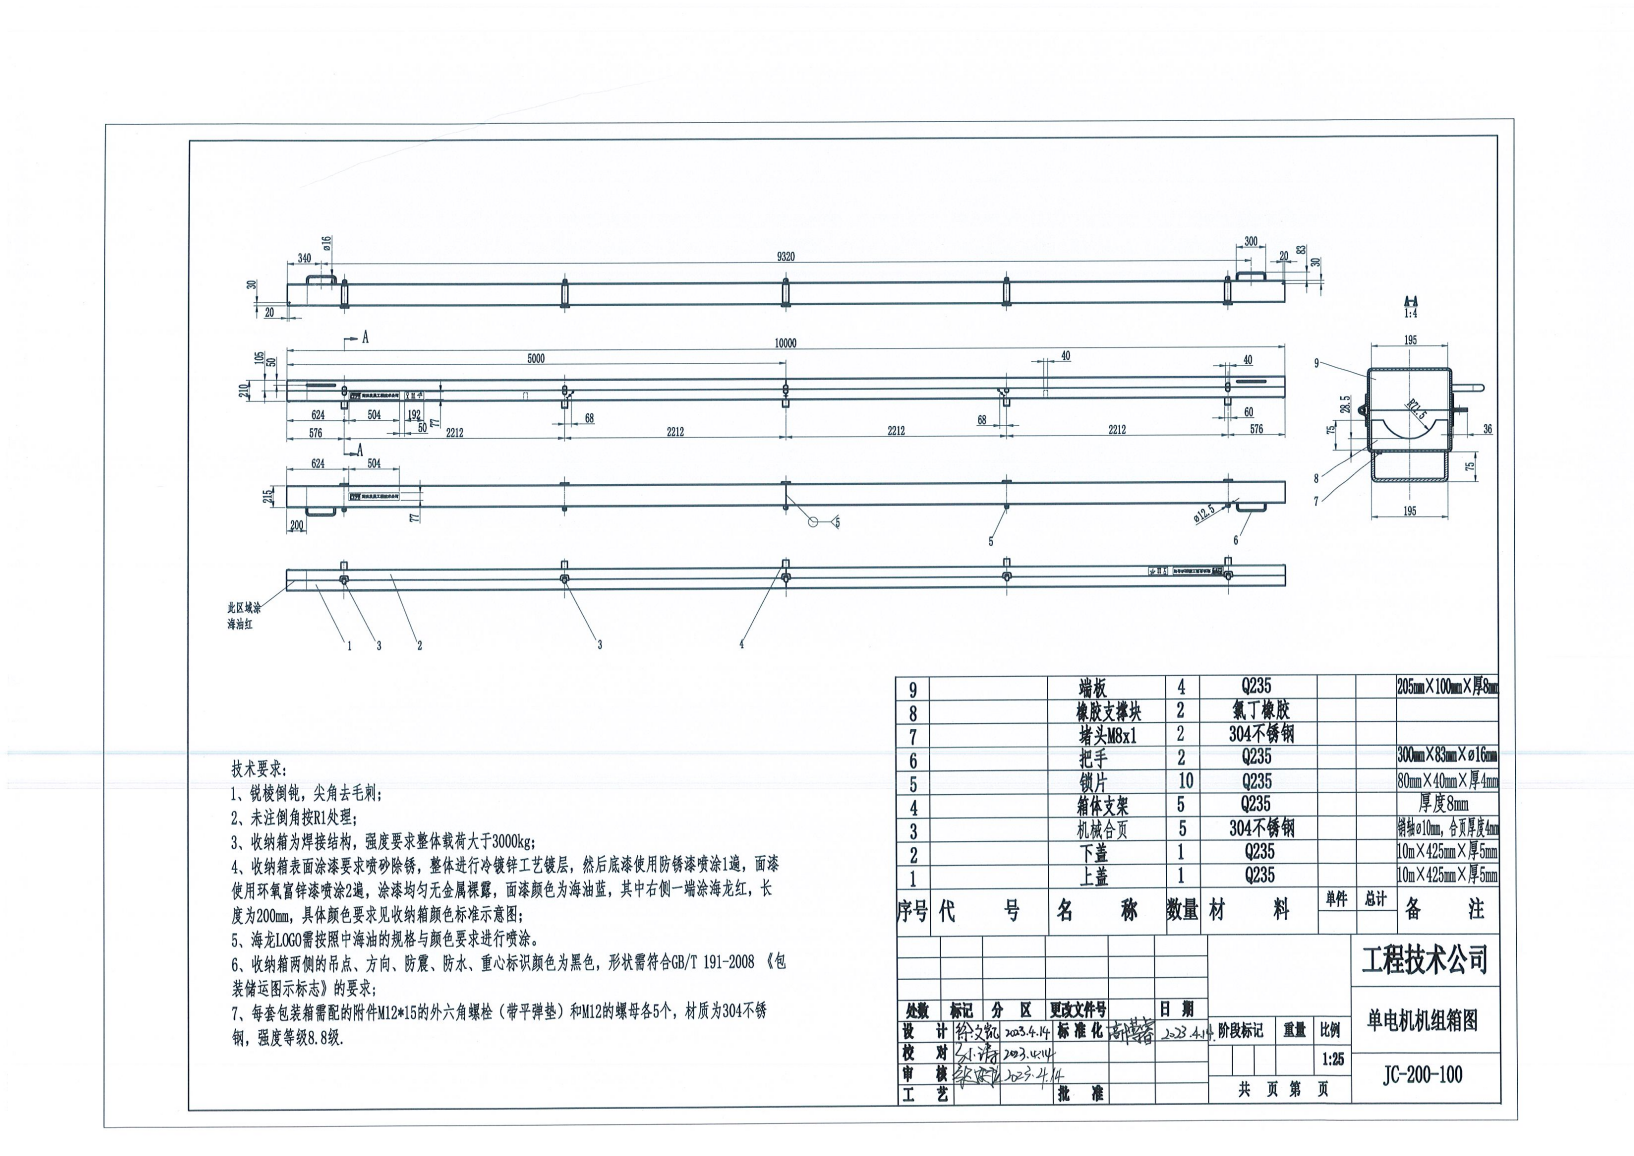 ø16
340
9320
300
83
20
30
30
20
A
A-A
1:4
10000
5000
105
50
210
40
40
624
504
192
50
77
68
68
60
576
2212
2212
2212
2212
576
A
195
9
R71.5
28.5
75
36
8
7
75
195
624
504
215
77
200
5
5
ø12.5
6
此区域涂
海油红
1
3
2
3
4
技术要求:
1、锐棱倒钝,尖角去毛刺;
2、未注倒角按R1处理;
3、收纳箱为焊接结构,强度要求整体载荷大于3000kg;
4、收纳箱表面涂漆要求喷砂除锈,整体进行冷镀锌工艺镀层,然后底漆使用防锈漆喷涂1遍,面漆
使用环氧富锌漆喷涂2遍,涂漆均匀无金属裸露,面漆颜色为海油蓝,其中右侧一端涂海龙红,长
度为200mm,具体颜色要求见收纳箱颜色标准示意图;
5、海龙LOGO需按照中海油的规格与颜色要求进行喷涂。
6、收纳箱两侧的吊点、方向、防震、防水、重心标识颜色为黑色,形状需符合GB/T 191-2008 《包
装储运图示标志》的要求;
7、每套包装箱需配的附件M12*15的外六角螺栓(带平弹垫)和M12的螺母各5个,材质为304不锈
钢,强度等级8.8级.
9 端板 4 Q235 205mm×100mm×厚8mm
8 橡胶支撑块 2 氯丁橡胶
7 堵头M8x1 2 304不锈钢
6 把手 2 Q235 300mm×83mm×ø16mm
5 锁片 10 Q235 80mm×40mm×厚4mm
4 箱体支架 5 Q235 厚度8mm
3 机械合页 5 304不锈钢 销轴ø10mm,合页厚度4mm
2 下盖 1 Q235 10m×425mm×厚5mm
1 上盖 1 Q235 10m×425mm×厚5mm
序号 代 号 名 称 数量 材 料 单件 总计 备 注
工程技术公司
处数 标记 分 区 更改文件号 日 期
设 计 徐文凯 2023.4.14 标准化 2023.4.14.
阶段标记 重量 比例
单电机机组箱图
校 对 2023.4.14
1:25
审 核 2023.4.14
JC-200-100
工 艺 批 准
共 页 第 页